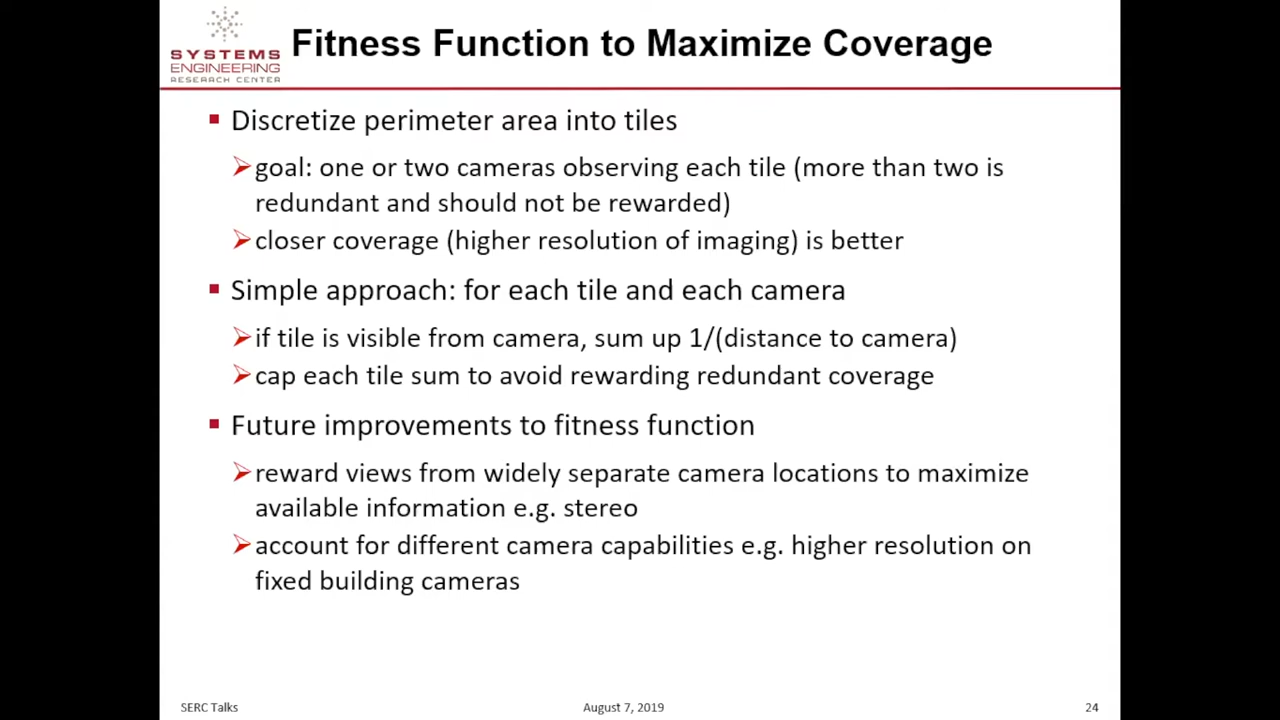 SYSTEMS
ENGINEERING
RESEARCH CENTER
Fitness Function to Maximize Coverage
Discretize perimeter area into tiles
goal: one or two cameras observing each tile (more than two is
redundant and should not be rewarded)
closer coverage (higher resolution of imaging) is better
Simple approach: for each tile and each camera
if tile is visible from camera, sum up 1/(distance to camera)
cap each tile sum to avoid rewarding redundant coverage
Future improvements to fitness function
reward views from widely separate camera locations to maximize
available information e.g. stereo
account for different camera capabilities e.g. higher resolution on
fixed building cameras
SERC Talks
August 7, 2019
24